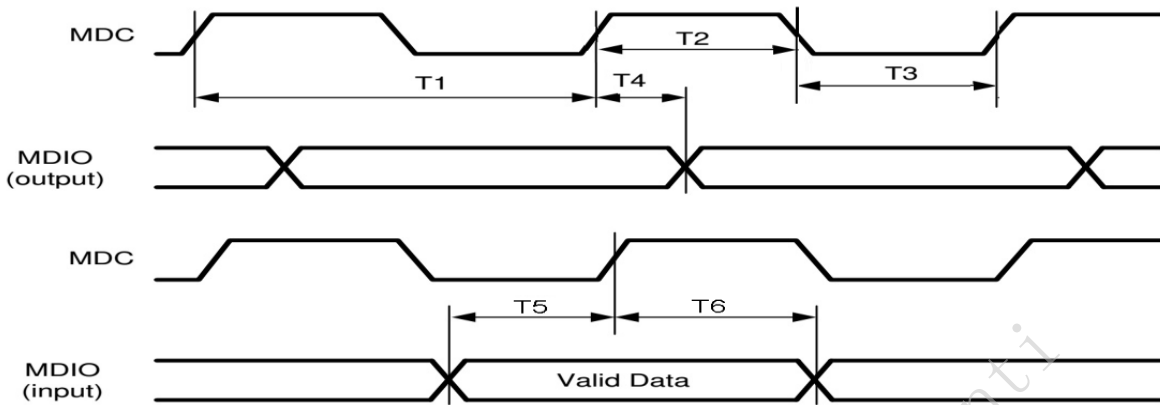 MDC
T1
T2
T3
T4
MDIO
(output)
MDC
T5
T6
MDIO
(input)
Valid Data